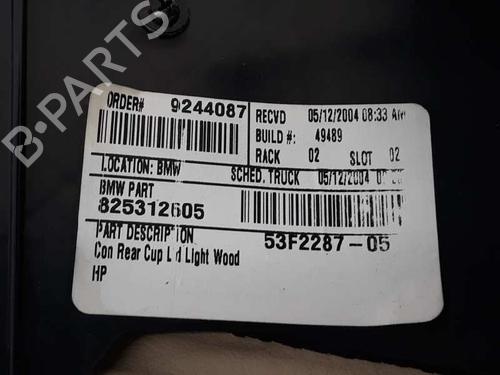 ORDER# 9244087
RECVD 05/12/2004 08:33 AM
BUILD #: 49489
RACK 02 SLOT 02
LOCATION: BMW SCHED. TRUCK 05/12/2004
BMW PART
825312605
PART DESCRIPTION 53F2287-05
Con Rear Cup Lid Light Wood
HP